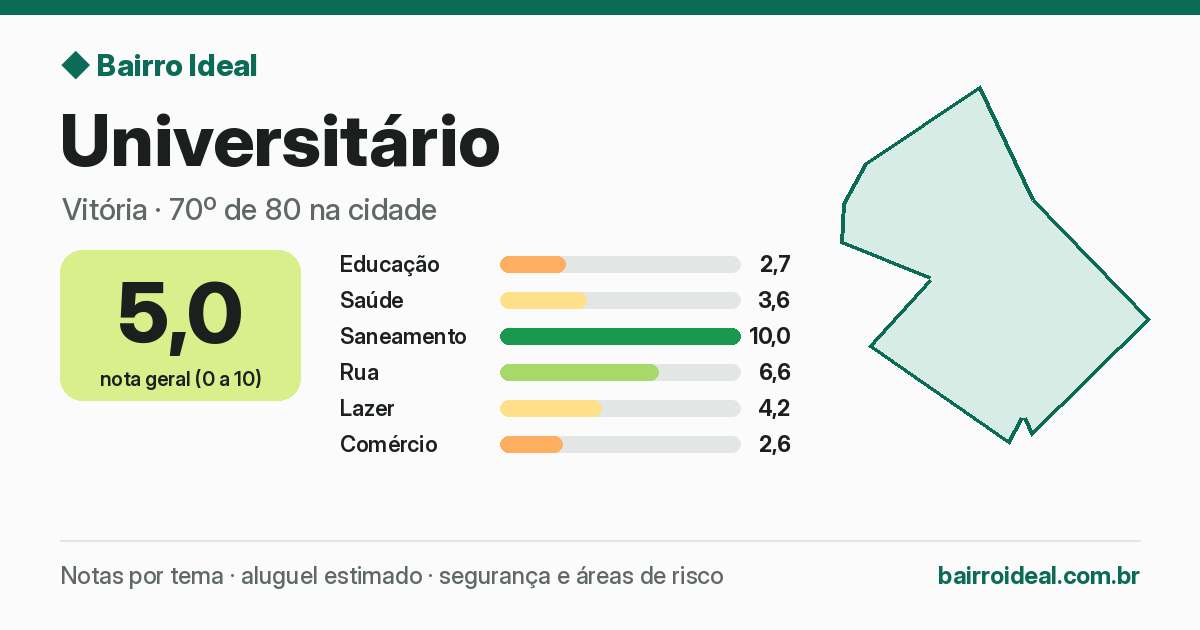 Bairro Ideal
Universitário
Vitória · 70º de 80 na cidade
5,0
nota geral (0 a 10)
Educação 2,7
Saúde 3,6
Saneamento 10,0
Rua 6,6
Lazer 4,2
Comércio 2,6
Notas por tema · aluguel estimado · segurança e áreas de risco
bairroideal.com.br